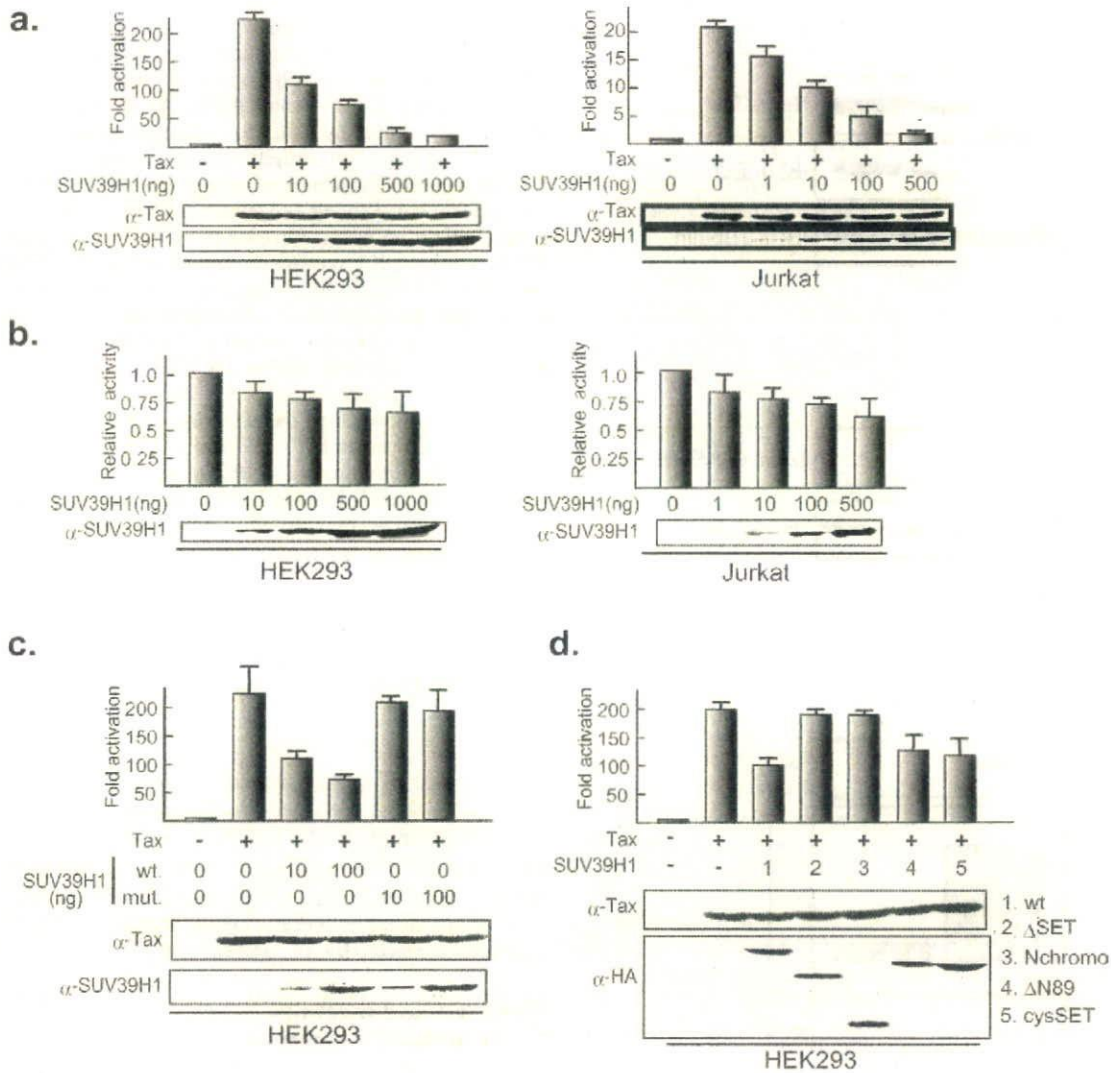 a.
Fold activation
200
150
100
50
Tax - + + + + +
SUV39H1(ng) 0 0 10 100 500 1000
α-Tax
α-SUV39H1
HEK293
Fold activation
20
15
10
5
Tax - + + + + +
SUV39H1(ng) 0 0 1 10 100 500
α-Tax
α-SUV39H1
Jurkat
b.
Relative activity
1.0
0.75
0.5
0.25
SUV39H1(ng) 0 10 100 500 1000
α-SUV39H1
HEK293
Relative activity
1.0
0.75
0.5
0.25
SUV39H1(ng) 0 1 10 100 500
α-SUV39H1
Jurkat
c.
Fold activation
200
150
100
50
Tax - + + + + +
SUV39H1 (ng)
wt. 0 0 10 100 0 0
mut. 0 0 0 0 10 100
α-Tax
α-SUV39H1
HEK293
d.
Fold activation
200
150
100
50
Tax - + + + + + +
SUV39H1 - - 1 2 3 4 5
α-Tax
α-HA
1. wt
2 ΔSET
3. Nchromo
4. ΔN89
5. cysSET
HEK293